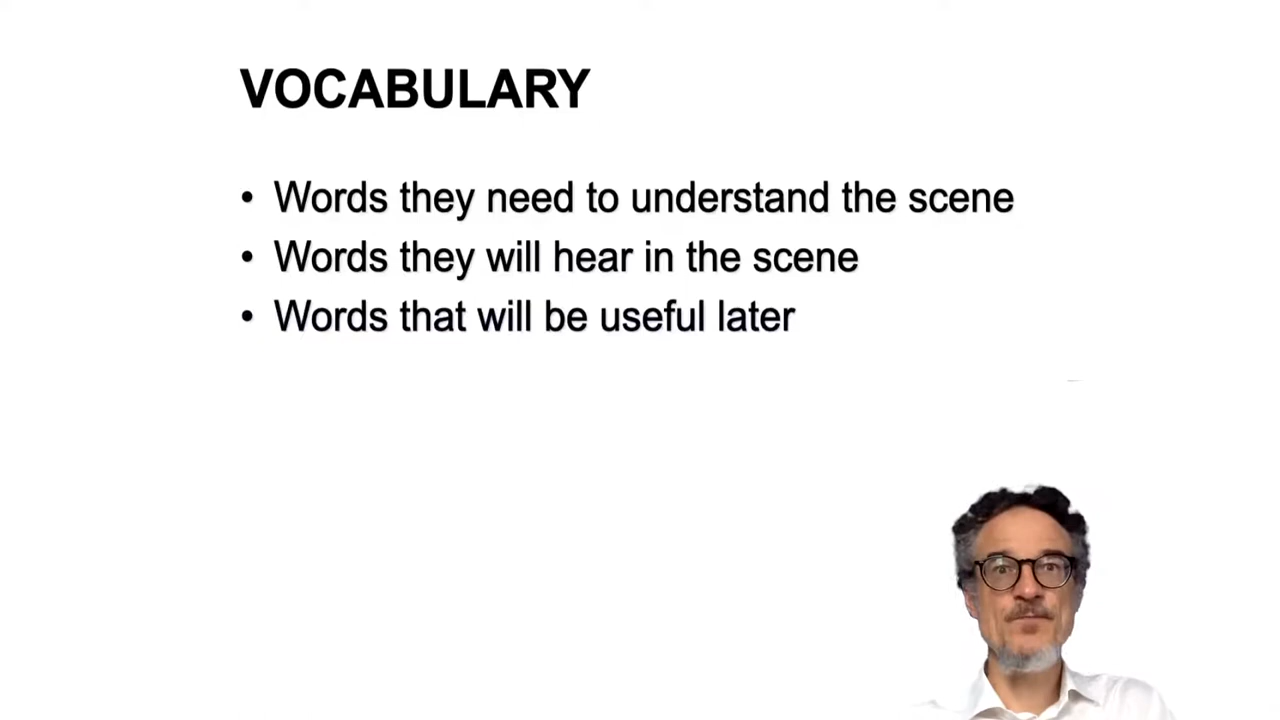 VOCABULARY
• Words they need to understand the scene
• Words they will hear in the scene
• Words that will be useful later